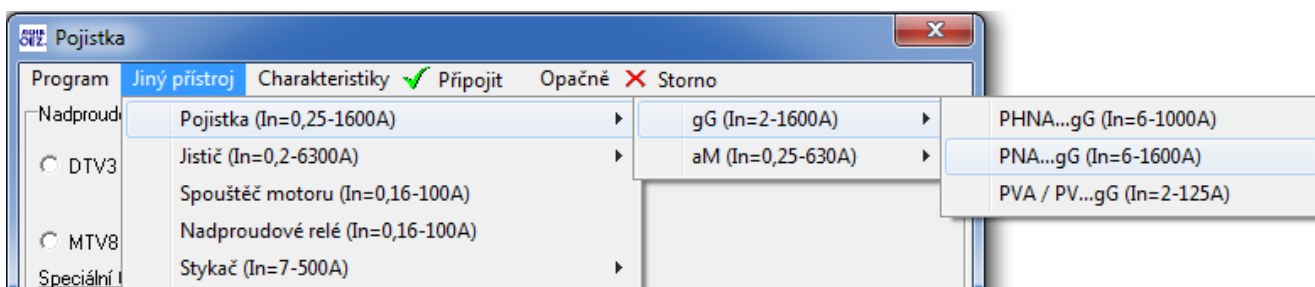 Pojistka
Program Jiný přístroj Charakteristiky Připojit Opačně Storno
Pojistka (In=0,25-1600A)
Jistič (In=0,2-6300A)
Spouštěč motoru (In=0,16-100A)
Nadproudové relé (In=0,16-100A)
Stykač (In=7-500A)
gG (In=2-1600A)
aM (In=0,25-630A)
PHNA...gG (In=6-1000A)
PNA...gG (In=6-1600A)
PVA / PV...gG (In=2-125A)
DTV3
MTV8
Speciální